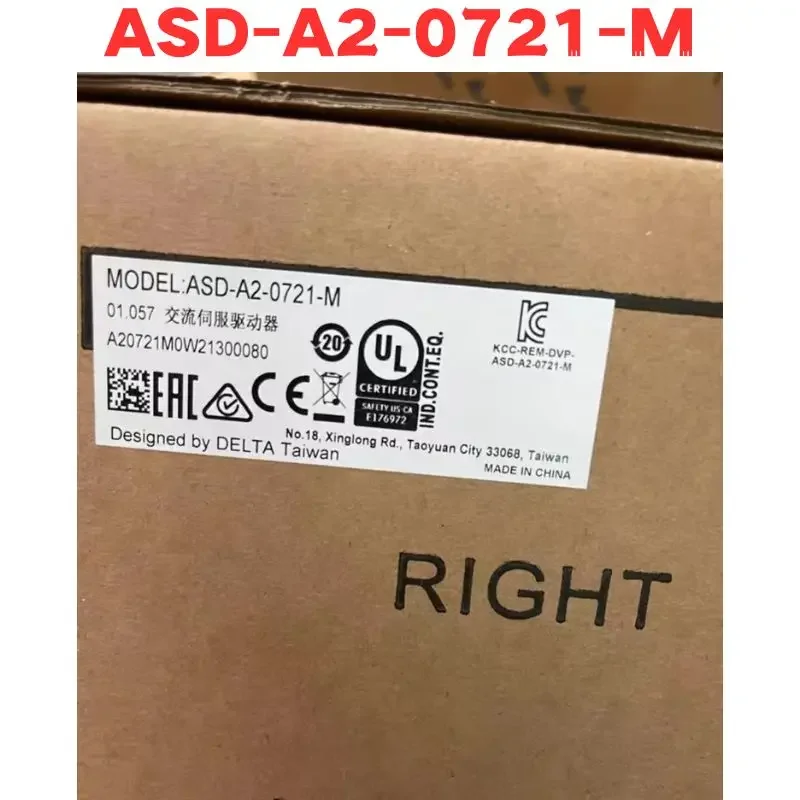 ASD-A2-0721-M
MODEL:ASD-A2-0721-M
01.057 交流伺服驱动器
A20721M0W21300080
20
UL
CERTIFIED
SAFETY US-CA
E176972
IND.CONT.EQ.
KCC-REM-DVP-
ASD-A2-0721-M
EAC CE
No.18, Xinglong Rd., Taoyuan City 33068, Taiwan
Designed by DELTA Taiwan
MADE IN CHINA
RIGHT